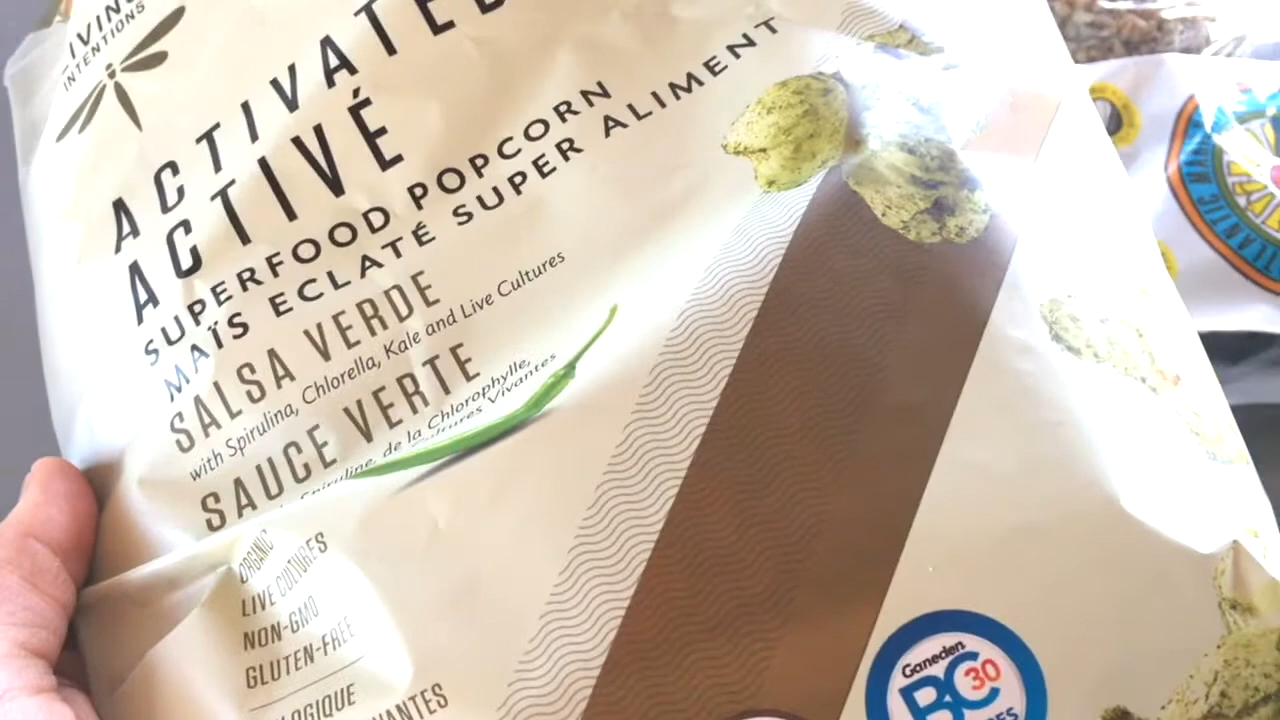 LIVING
INTENTIONS
ACTIVATED
ACTIVÉ
SUPERFOOD POPCORN
MAÏS ECLATÉ SUPER ALIMENT
SALSA VERDE
with Spirulina, Chlorella, Kale and Live Cultures
SAUCE VERTE
Spiruline, de la Chlorophylle,
Cultures Vivantes
ORGANIC
LIVE CULTURES
NON-GMO
GLUTEN-FREE
Ganeden
BC30